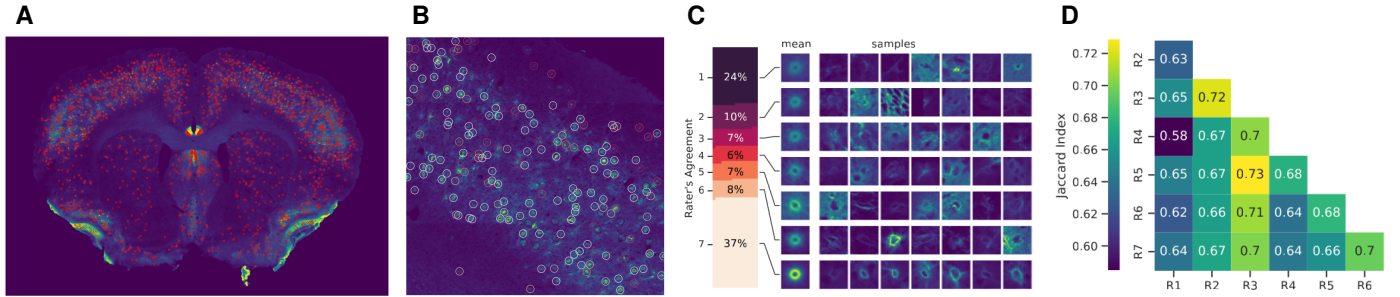 A
B
C
D
mean
samples
Rater's Agreement
1
24%
2
10%
3
7%
4
6%
5
7%
6
8%
7
37%
Jaccard Index
0.72
0.70
0.68
0.66
0.64
0.62
0.60
R2 0.63
R3 0.65 0.72
R4 0.58 0.67 0.7
R5 0.65 0.67 0.73 0.68
R6 0.62 0.66 0.71 0.64 0.68
R7 0.64 0.67 0.7 0.64 0.66 0.7
R1 R2 R3 R4 R5 R6